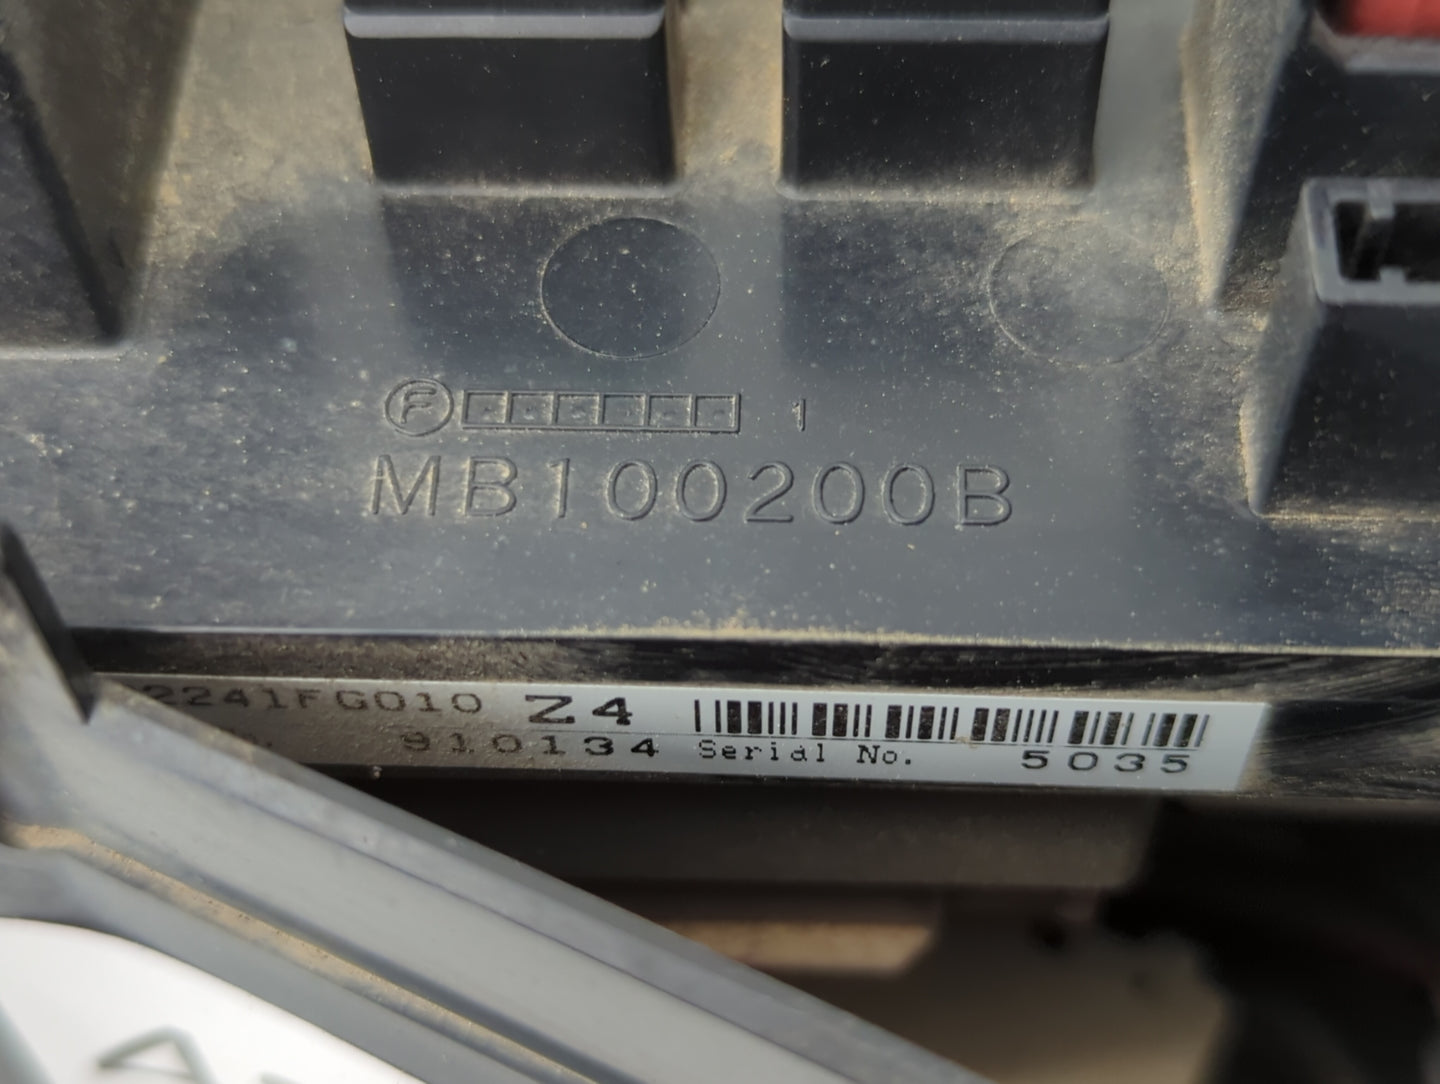 F 1
MB100200B
2241FG010 Z4
910134 Serial No. 5035